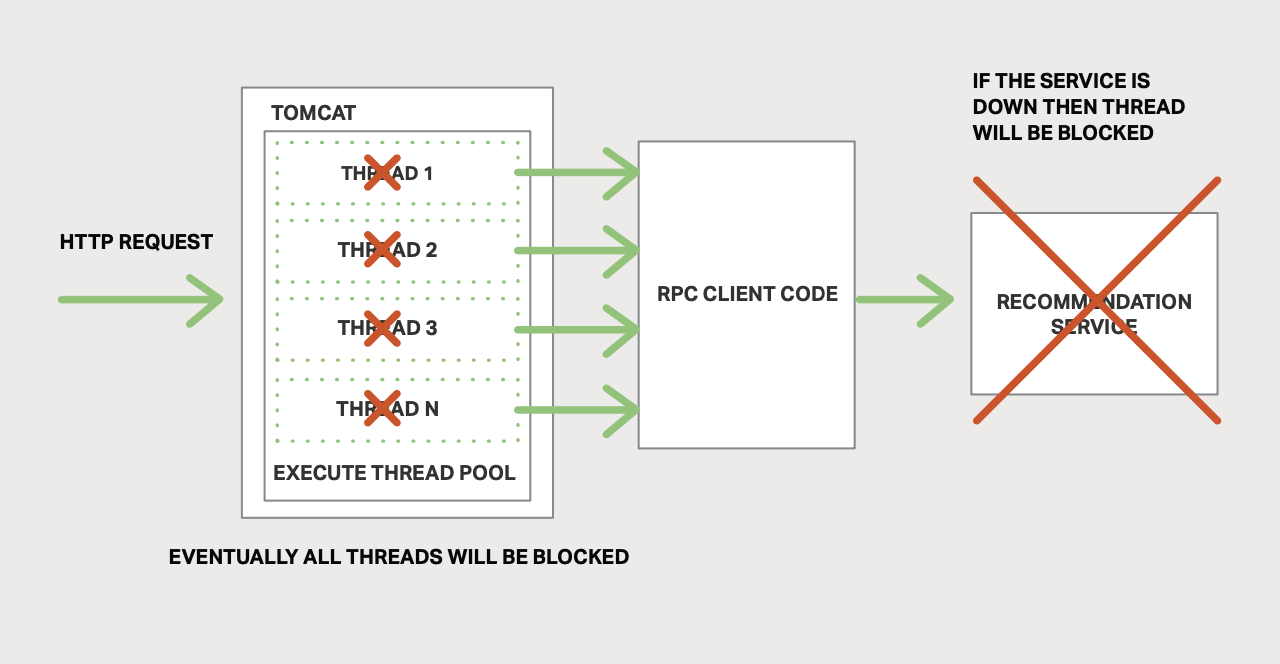 IF THE SERVICE IS
DOWN THEN THREAD
WILL BE BLOCKED
TOMCAT
THREAD 1
THREAD 2
THREAD 3
THREAD N
EXECUTE THREAD POOL
HTTP REQUEST
RPC CLIENT CODE
RECOMMENDATION
SERVICE
EVENTUALLY ALL THREADS WILL BE BLOCKED